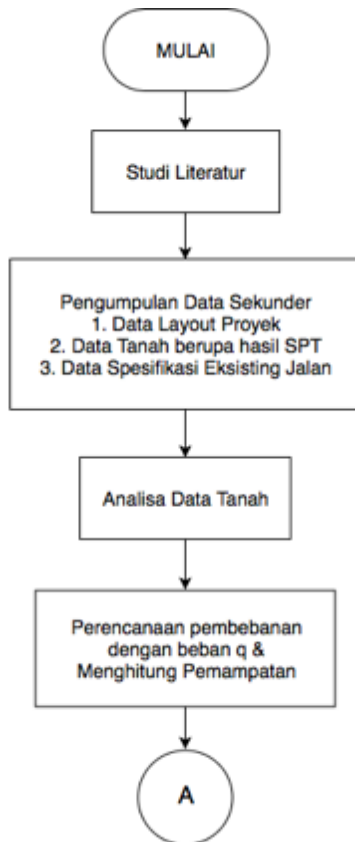 MULAI
Studi Literatur
Pengumpulan Data Sekunder
1. Data Layout Proyek
2. Data Tanah berupa hasil SPT
3. Data Spesifikasi Eksisting Jalan
Analisa Data Tanah
Perencanaan pembebanan
dengan beban q &
Menghitung Pemampatan
A